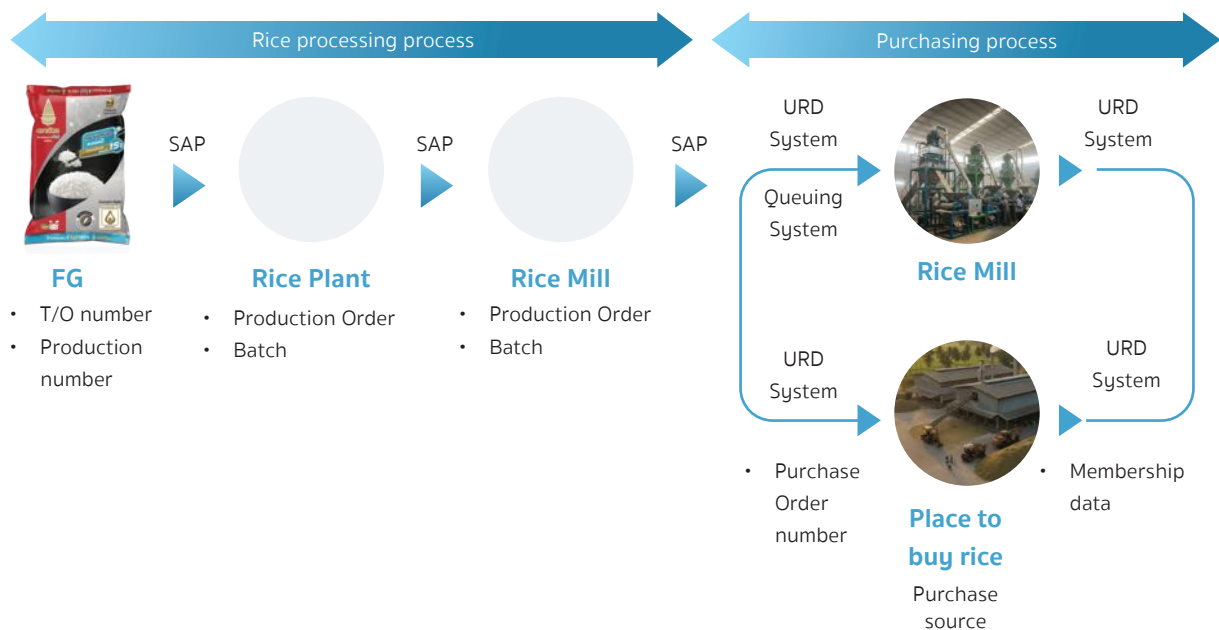 Rice processing process
Purchasing process
SAP
SAP
SAP
URD
System
Queuing
System
URD
System
FG
• T/O number
• Production
number
Rice Plant
• Production Order
• Batch
Rice Mill
• Production Order
• Batch
Rice Mill
URD
System
URD
System
• Purchase
Order
number
Place to
buy rice
Purchase
source
• Membership
data